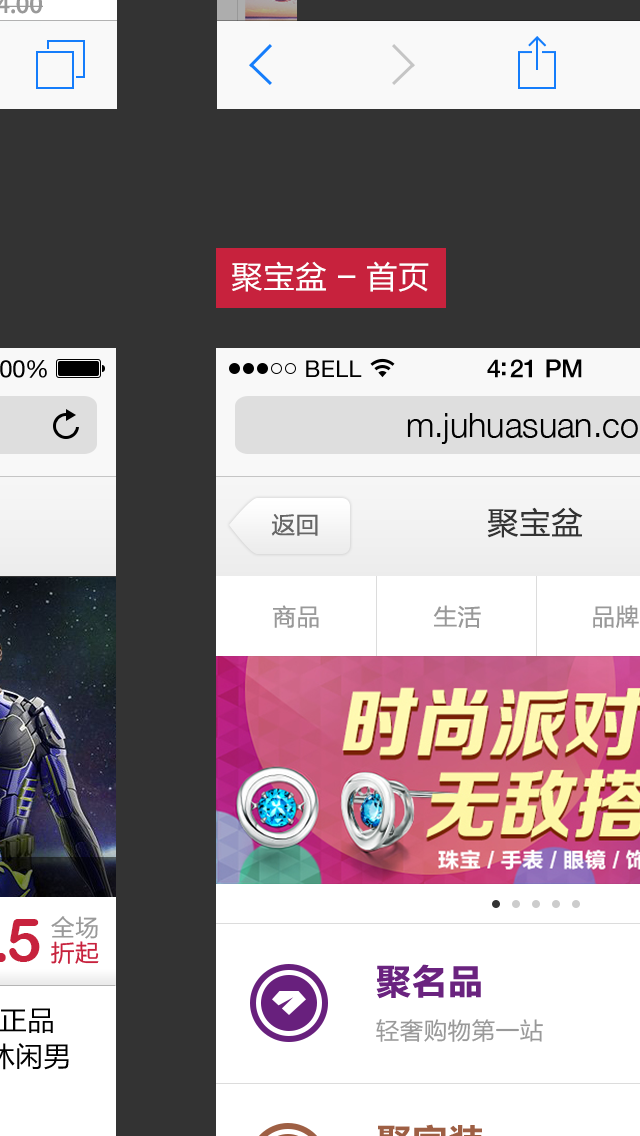 4.00
聚宝盆 – 首页
00%
BELL 4:21 PM
m.juhuasuan.co
返回
聚宝盆
商品
生活
品牌
时尚派对
无敌搭
珠宝 / 手表 / 眼镜 / 饰
.5
全场
折起
正品
休闲男
聚名品
轻奢购物第一站
聚家装